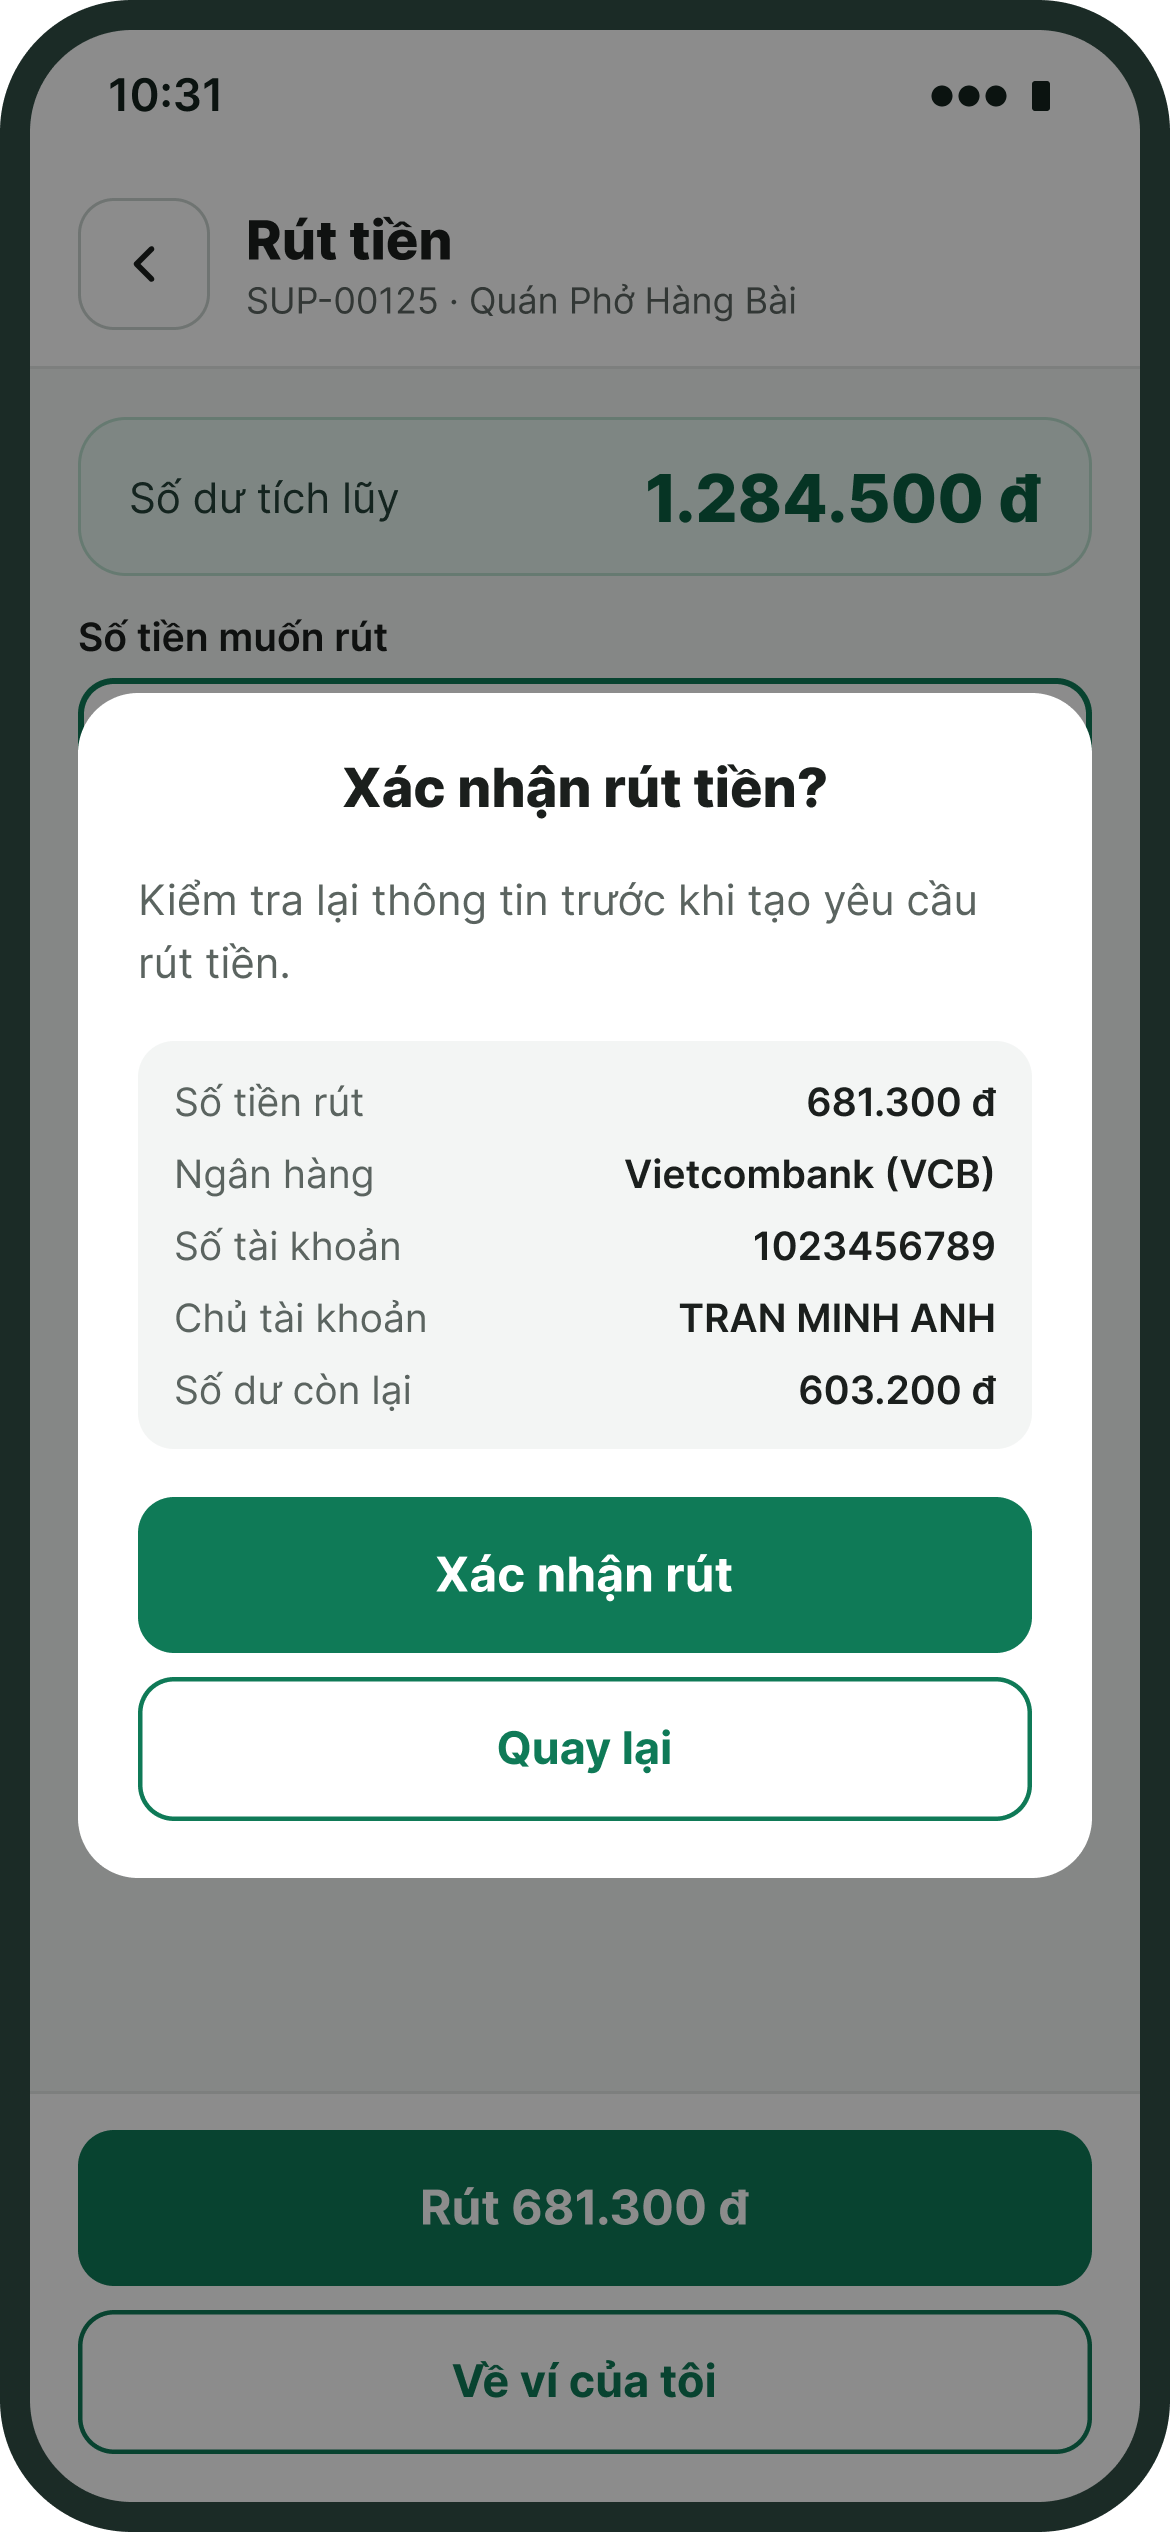 10:31
Rút tiền
SUP-00125 · Quán Phở Hàng Bài
Số dư tích lũy 1.284.500 đ
Số tiền muốn rút
Xác nhận rút tiền?
Kiểm tra lại thông tin trước khi tạo yêu cầu
rút tiền.
Số tiền rút 681.300 đ
Ngân hàng Vietcombank (VCB)
Số tài khoản 1023456789
Chủ tài khoản TRAN MINH ANH
Số dư còn lại 603.200 đ
Xác nhận rút
Quay lại
Rút 681.300 đ
Về ví của tôi